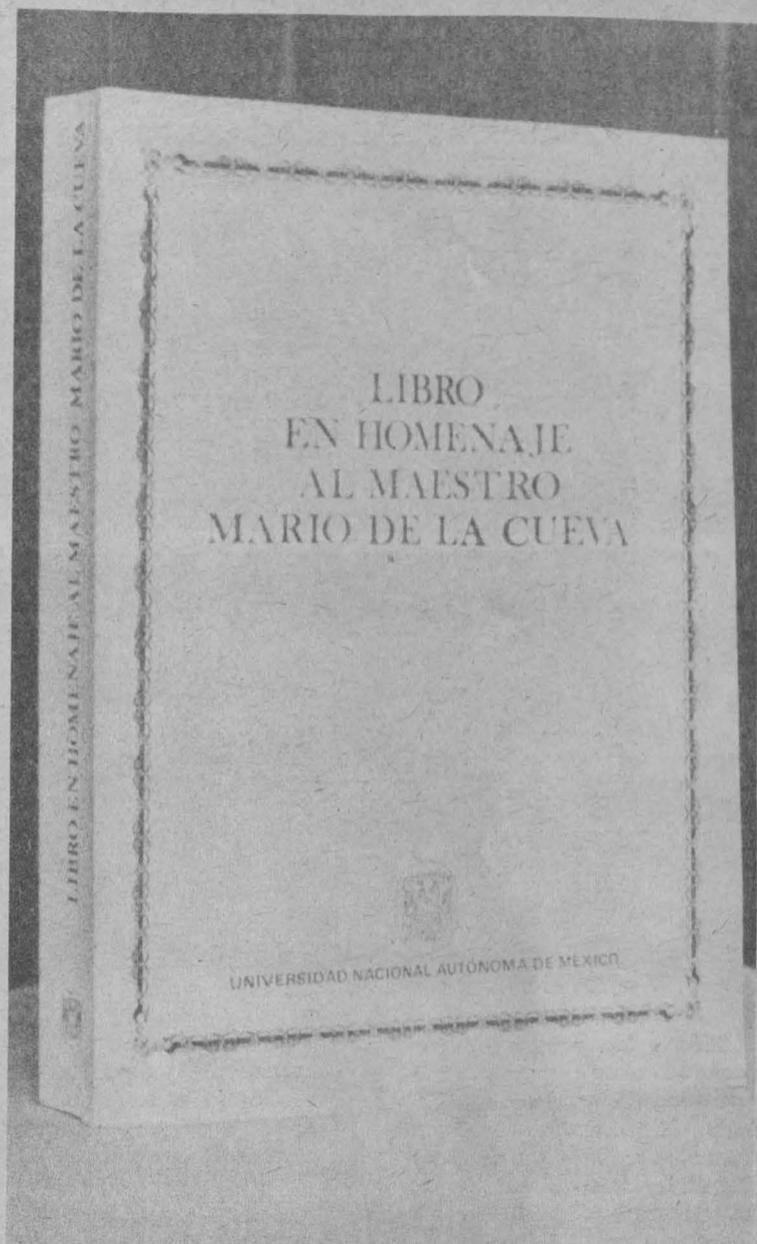 LIBRO EN HOMENAJE AL MAESTRO MARIO DE LA CUEVA
LIBRO
EN HOMENAJE
AL MAESTRO
MARIO DE LA CUEVA
UNIVERSIDAD NACIONAL AUTÓNOMA DE MÉXICO